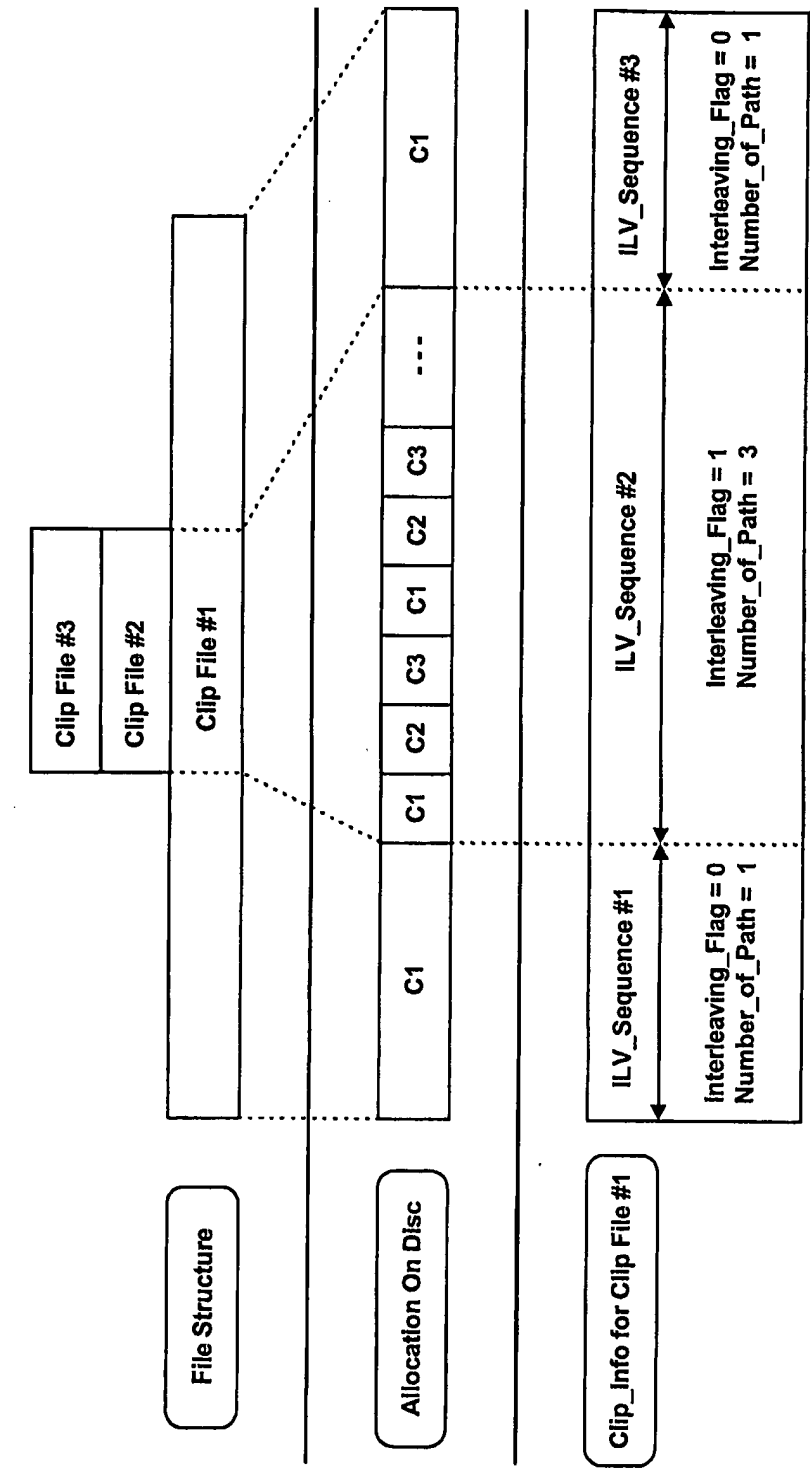 File Structure
Clip File #3
Clip File #2
Clip File #1
Allocation On Disc
C1
C1
C2
C3
C1
C2
C3
---
C1
Clip_Info for Clip File #1
ILV_Sequence #1
ILV_Sequence #2
ILV_Sequence #3
Interleaving_Flag = 0
Number_of_Path = 1
Interleaving_Flag = 1
Number_of_Path = 3
Interleaving_Flag = 0
Number_of_Path = 1